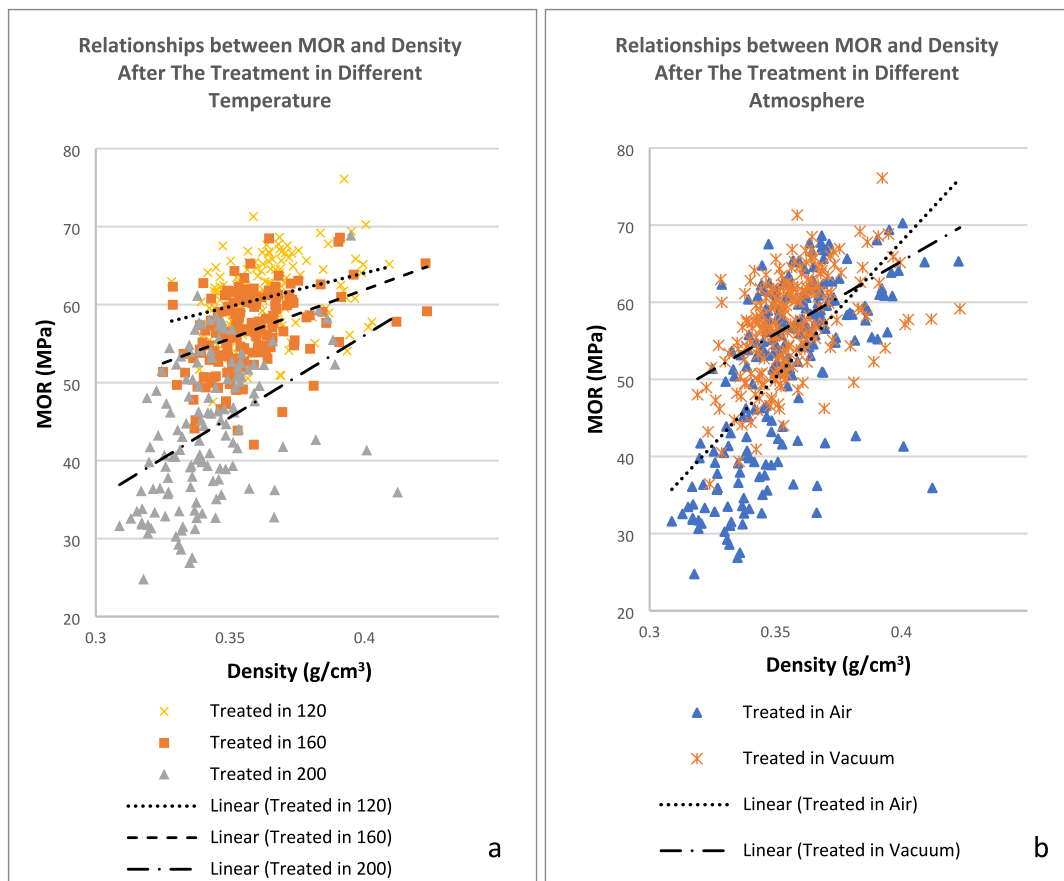 Relationships between MOR and Density
After The Treatment in Different
Temperature
80
70
60
50
40
30
20
0.3
0.35
0.4
MOR (MPa)
Density (g/cm³)
Treated in 120
Treated in 160
Treated in 200
Linear (Treated in 120)
Linear (Treated in 160)
Linear (Treated in 200)
a
Relationships between MOR and Density
After The Treatment in Different
Atmosphere
80
70
60
50
40
30
20
0.3
0.35
0.4
MOR (MPa)
Density (g/cm³)
Treated in Air
Treated in Vacuum
Linear (Treated in Air)
Linear (Treated in Vacuum)
b